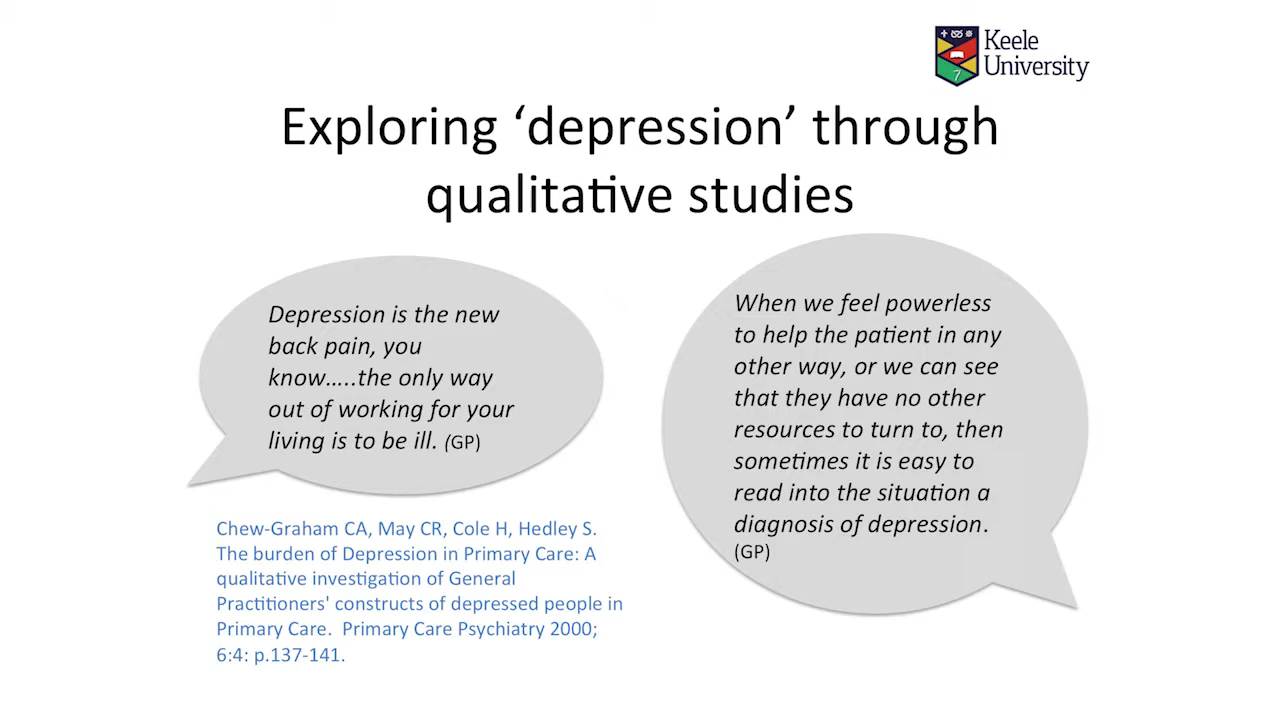 Keele
University
Exploring ‘depression’ through
qualitative studies
Depression is the new
back pain, you
know…..the only way
out of working for your
living is to be ill. (GP)
When we feel powerless
to help the patient in any
other way, or we can see
that they have no other
resources to turn to, then
sometimes it is easy to
read into the situation a
diagnosis of depression.
(GP)
Chew-Graham CA, May CR, Cole H, Hedley S.
The burden of Depression in Primary Care: A
qualitative investigation of General
Practitioners' constructs of depressed people in
Primary Care.  Primary Care Psychiatry 2000;
6:4: p.137-141.